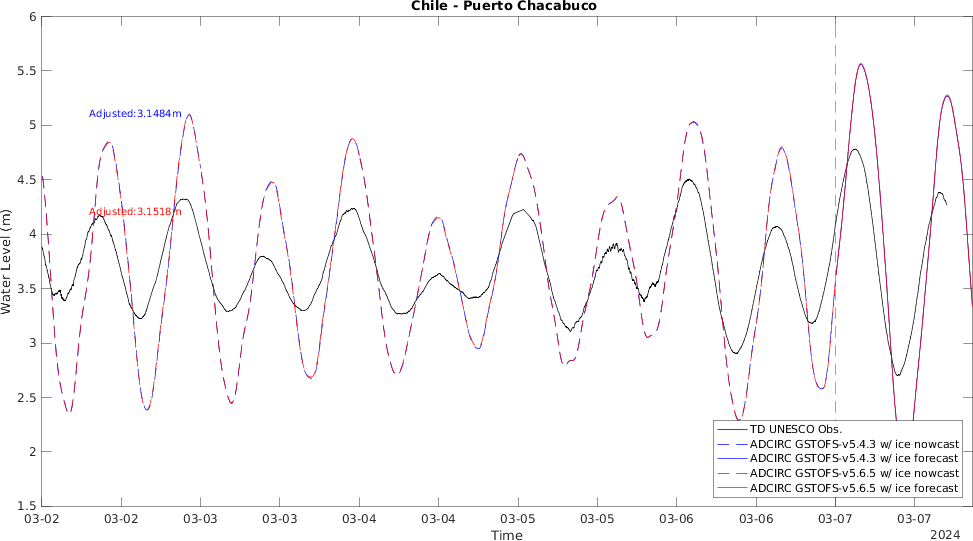 Chile - Puerto Chacabuco
6
5.5
5
4.5
4
3.5
3
2.5
2
1.5
Water Level (m)
Adjusted:3.1484m
Adjusted:3.1518m
TD UNESCO Obs.
ADCIRC GSTOFS-v5.4.3 w/ ice nowcast
ADCIRC GSTOFS-v5.4.3 w/ ice forecast
ADCIRC GSTOFS-v5.6.5 w/ ice nowcast
ADCIRC GSTOFS-v5.6.5 w/ ice forecast
03-02 03-02 03-03 03-03 03-04 03-04 03-05 03-05 03-06 03-06 03-07 03-07
Time
2024